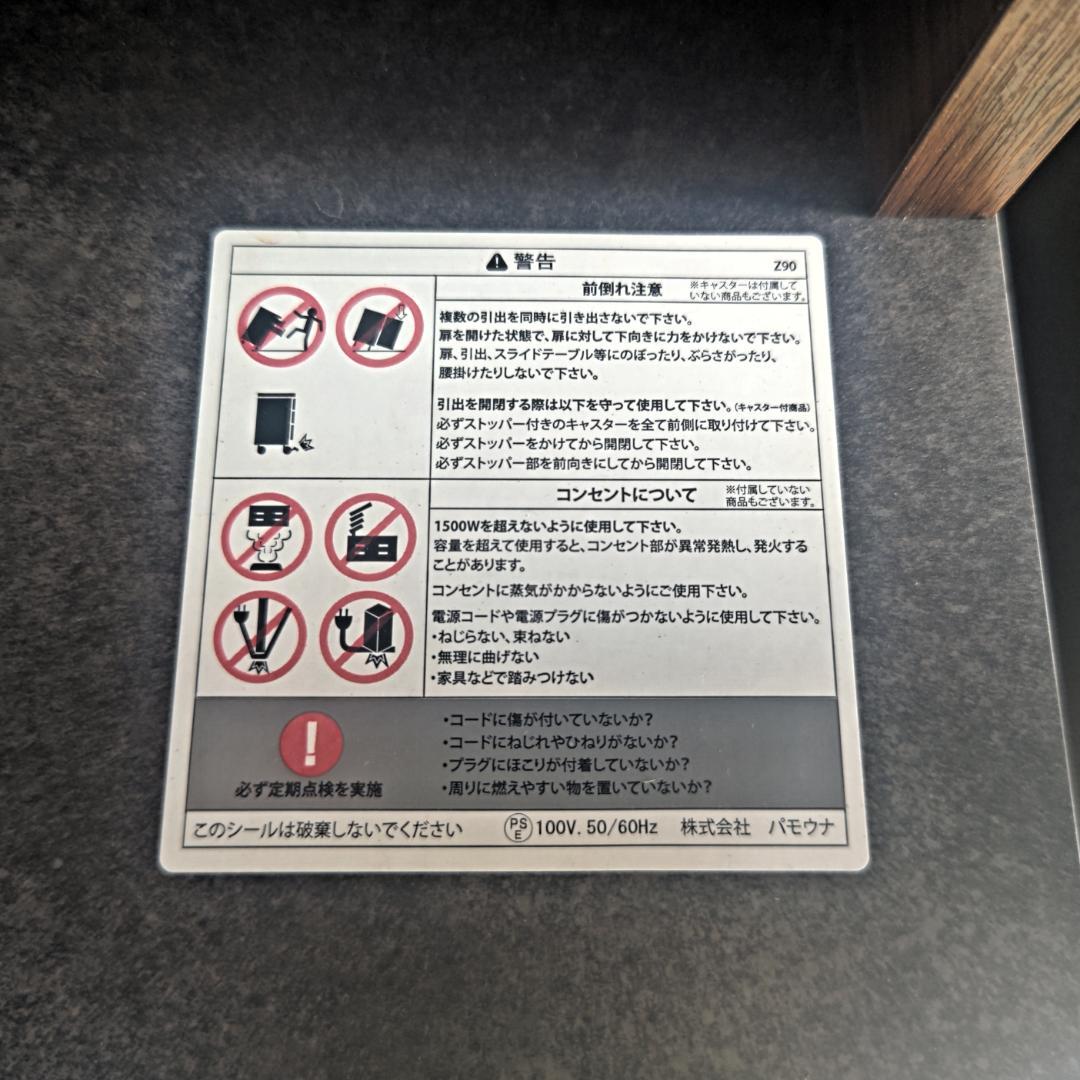 警告
Z90
前倒れ注意
※キャスターは付属して
いない商品もございます。
複数の引出を同時に引き出さないで下さい。
扉を開けた状態で、扉に対して下向きに力をかけないで下さい。
扉、引出、スライドテーブル等にのぼったり、ぶらさがったり、
腰掛けたりしないで下さい。
引出を開閉する際は以下を守って使用して下さい。(キャスター付商品)
必ずストッパー付きのキャスターを全て前側に取り付けて下さい。
必ずストッパーをかけてから開閉して下さい。
必ずストッパー部を前向きにしてから開閉して下さい。
コンセントについて
※付属していない
商品もございます。
1500Wを超えないように使用して下さい。
容量を超えて使用すると、コンセント部が異常発熱し、発火する
ことがあります。
コンセントに蒸気がかからないようにご使用下さい。
電源コードや電源プラグに傷がつかないように使用して下さい。
・ねじらない、束ねない
・無理に曲げない
・家具などで踏みつけない
必ず定期点検を実施
・コードに傷が付いていないか?
・コードにねじれやひねりがないか?
・プラグにほこりが付着していないか?
・周りに燃えやすい物を置いていないか?
このシールは破棄しないでください
PS
E
100V. 50/60Hz 株式会社 パモウナ